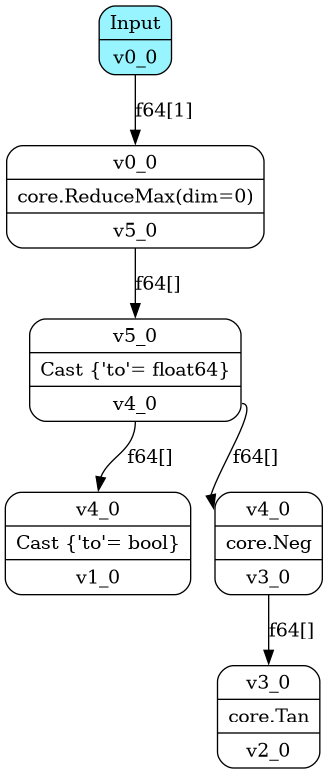 Input
v0_0
f64[1]
v0_0
core.ReduceMax(dim=0)
v5_0
f64[]
v5_0
Cast {'to'= float64}
v4_0
f64[]
f64[]
v4_0
Cast {'to'= bool}
v1_0
v4_0
core.Neg
v3_0
f64[]
v3_0
core.Tan
v2_0